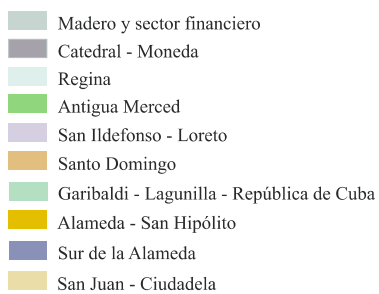 Madero y sector financiero
Catedral - Moneda
Regina
Antigua Merced
San Ildefonso - Loreto
Santo Domingo
Garibaldi - Lagunilla - República de Cuba
Alameda - San Hipólito
Sur de la Alameda
San Juan - Ciudadela